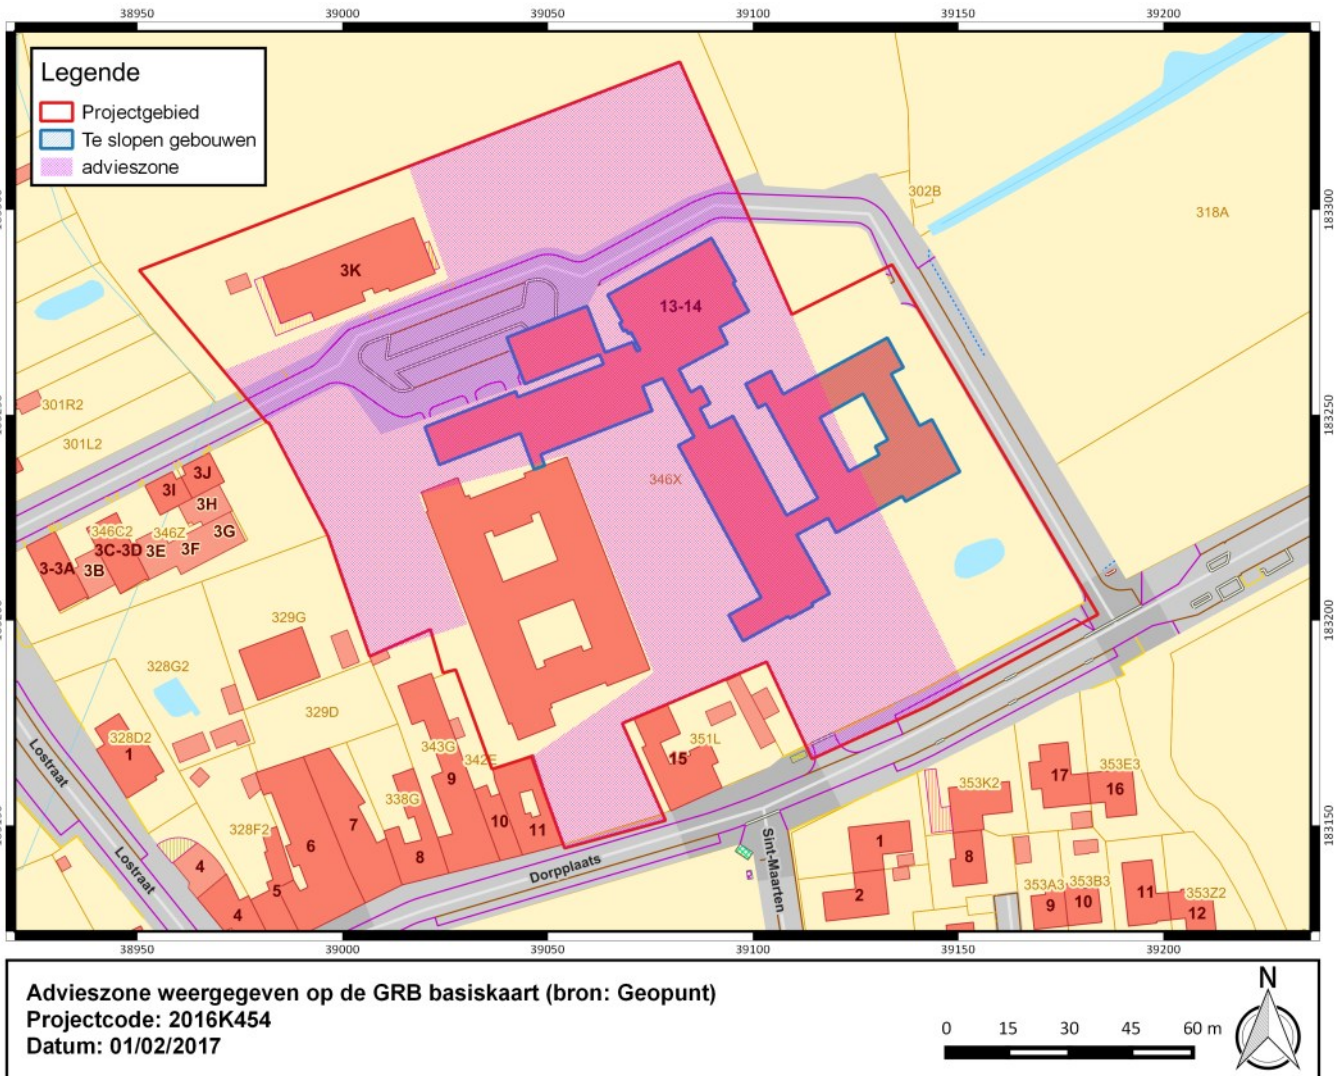 38950 39000 39050 39100 39150 39200
Legende
Projectgebied
Te slopen gebouwen
advieszone
302B
318A
183300
183300
3K
13-14
301R2
301L2
183250
346X
3J
3I
3H
3G
346C2
346Z
3C-3D
3E
3F
3-3A
3B
183200
329G
328G2
329D
328D2
1
Lostraat
343G
342E
9
351L
15
338G
10
11
328F2
6
7
8
5
4
4
Lostraat
Dorpplaats
Sint-Maarten
353K2
17
353E3
16
183150
1
8
2
353A3
353B3
9
10
11
353Z2
12
38950 39000 39050 39100 39150 39200
Advieszone weergegeven op de GRB basiskaart (bron: Geopunt)
Projectcode: 2016K454
Datum: 01/02/2017
0 15 30 45 60 m
N